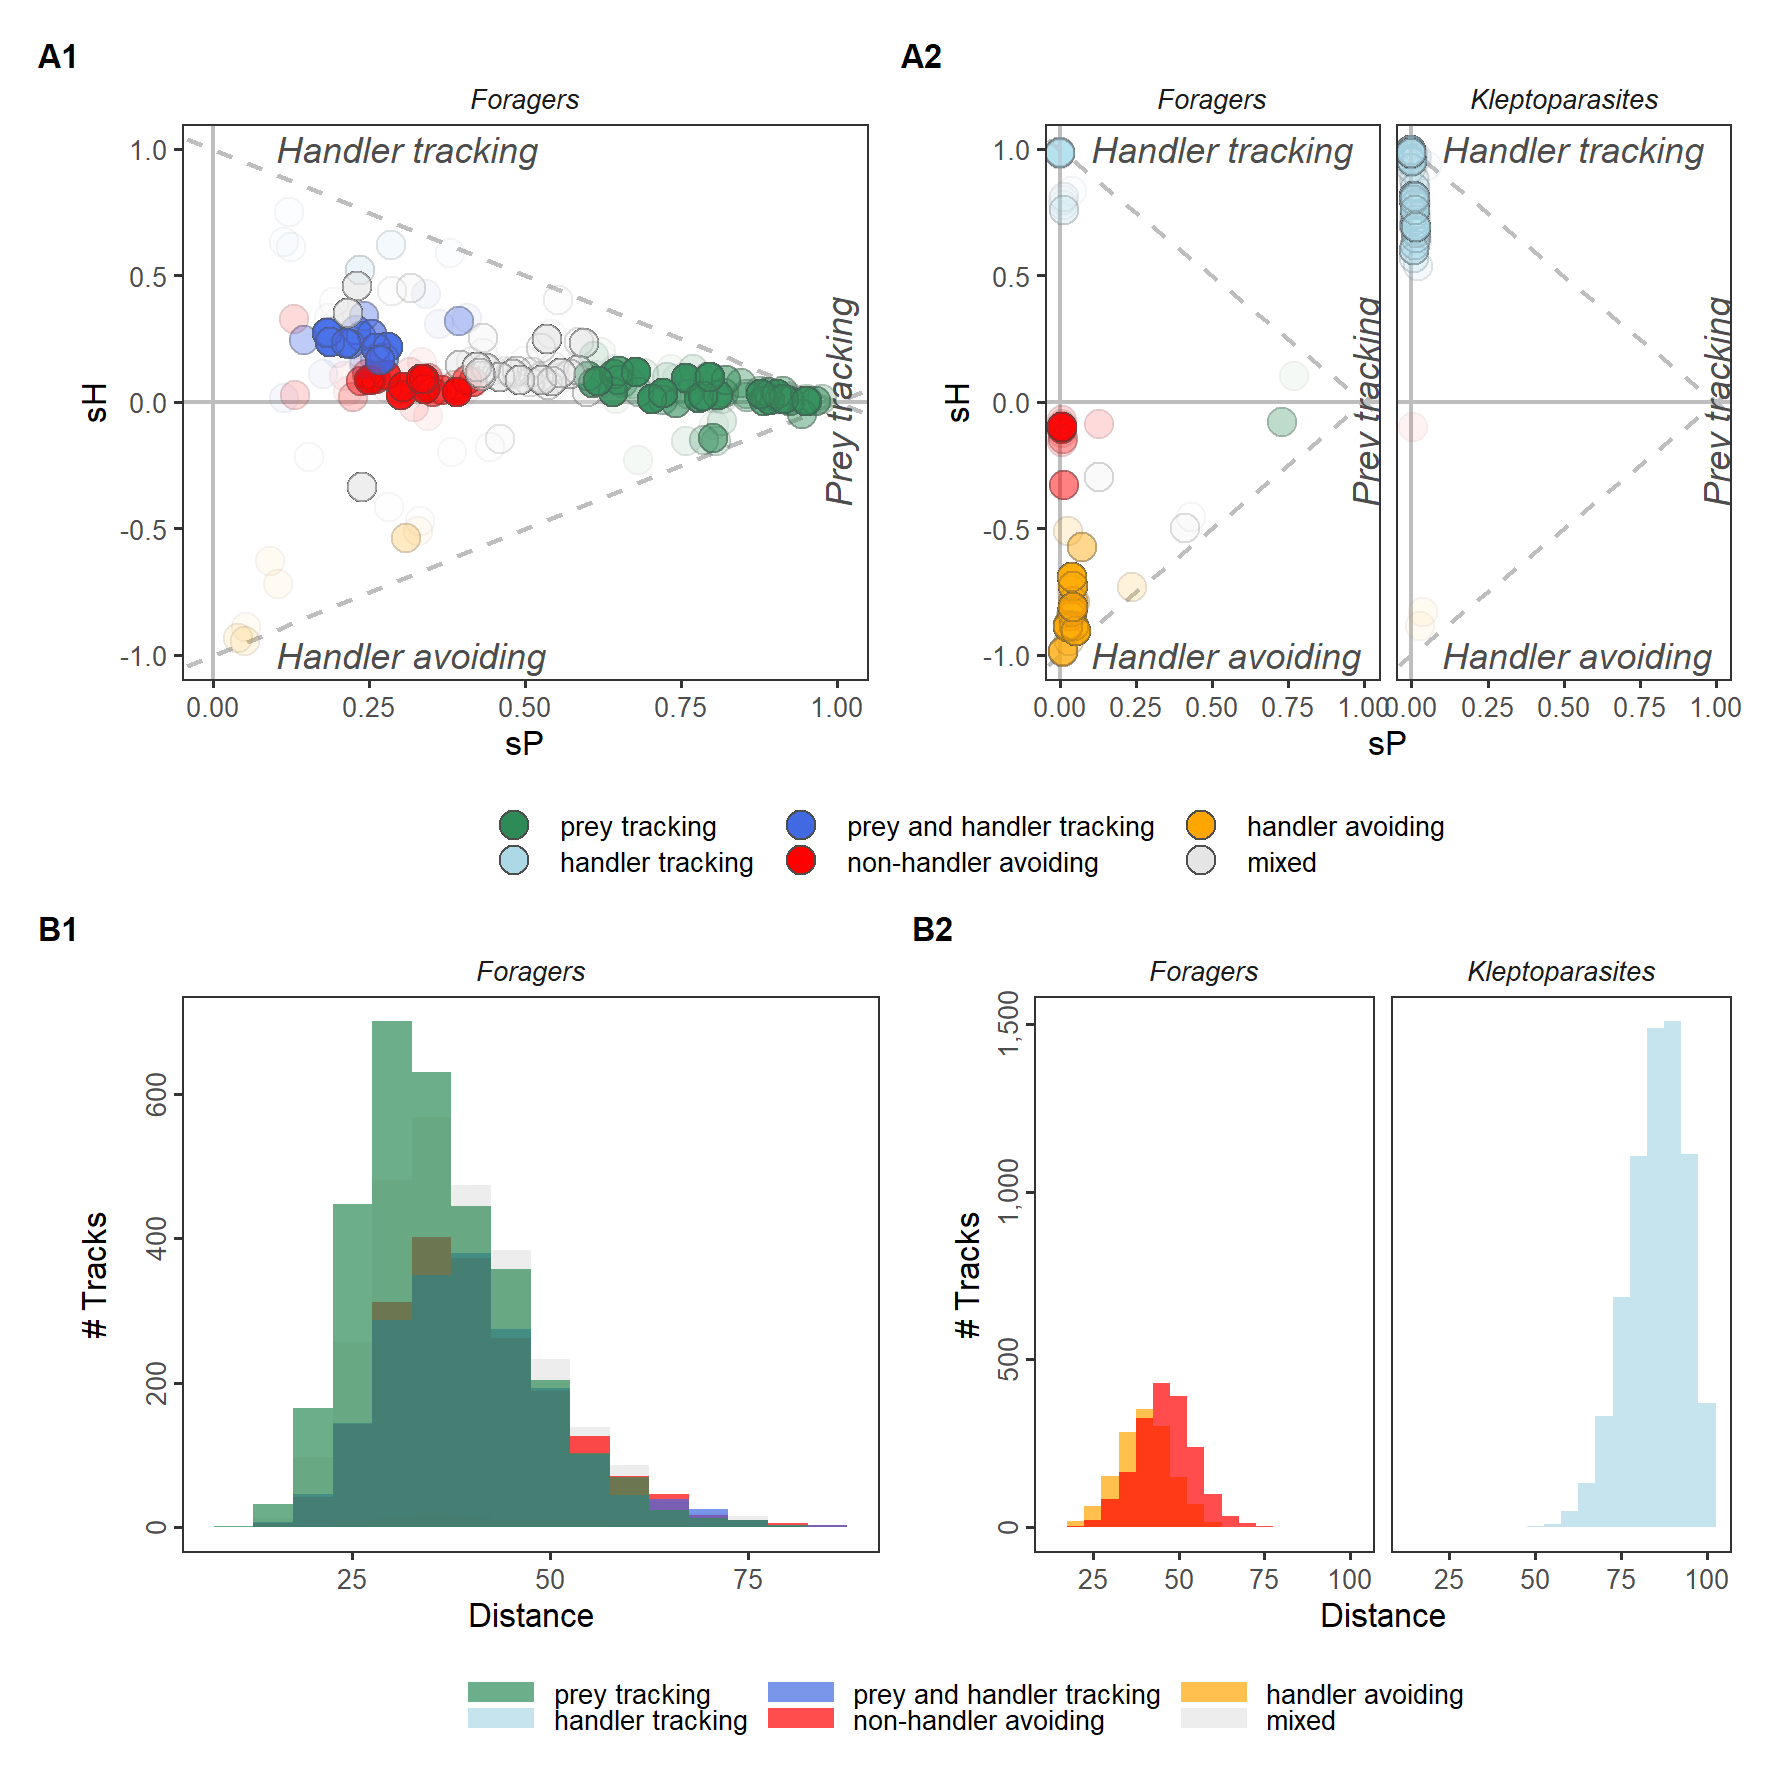 A1
A2
Foragers
Foragers
Kleptoparasites
1.0
0.5
0.0
-0.5
-1.0
sH
Handler tracking
Prey tracking
Handler avoiding
0.00 0.25 0.50 0.75 1.00
sP
1.0
0.5
0.0
-0.5
-1.0
sH
Handler tracking
Prey tracking
Handler avoiding
0.00 0.25 0.50 0.75 1.00
Handler tracking
Prey tracking
Handler avoiding
0.00 0.25 0.50 0.75 1.00
sP
prey tracking
prey and handler tracking
handler avoiding
handler tracking
non-handler avoiding
mixed
B1
B2
Foragers
Foragers
Kleptoparasites
600
400
200
0
# Tracks
25 50 75
Distance
1,500
1,000
500
0
# Tracks
25 50 75 100
25 50 75 100
Distance
prey tracking
prey and handler tracking
handler avoiding
handler tracking
non-handler avoiding
mixed